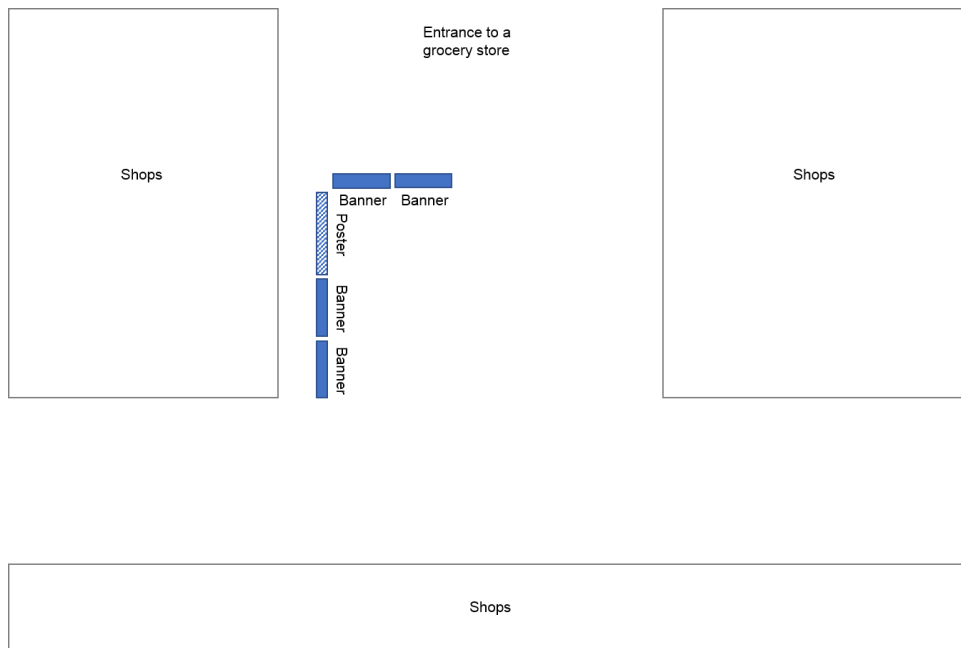 Entrance to a
grocery store
Shops
Shops
Banner Banner
Poster
Banner
Banner
Shops